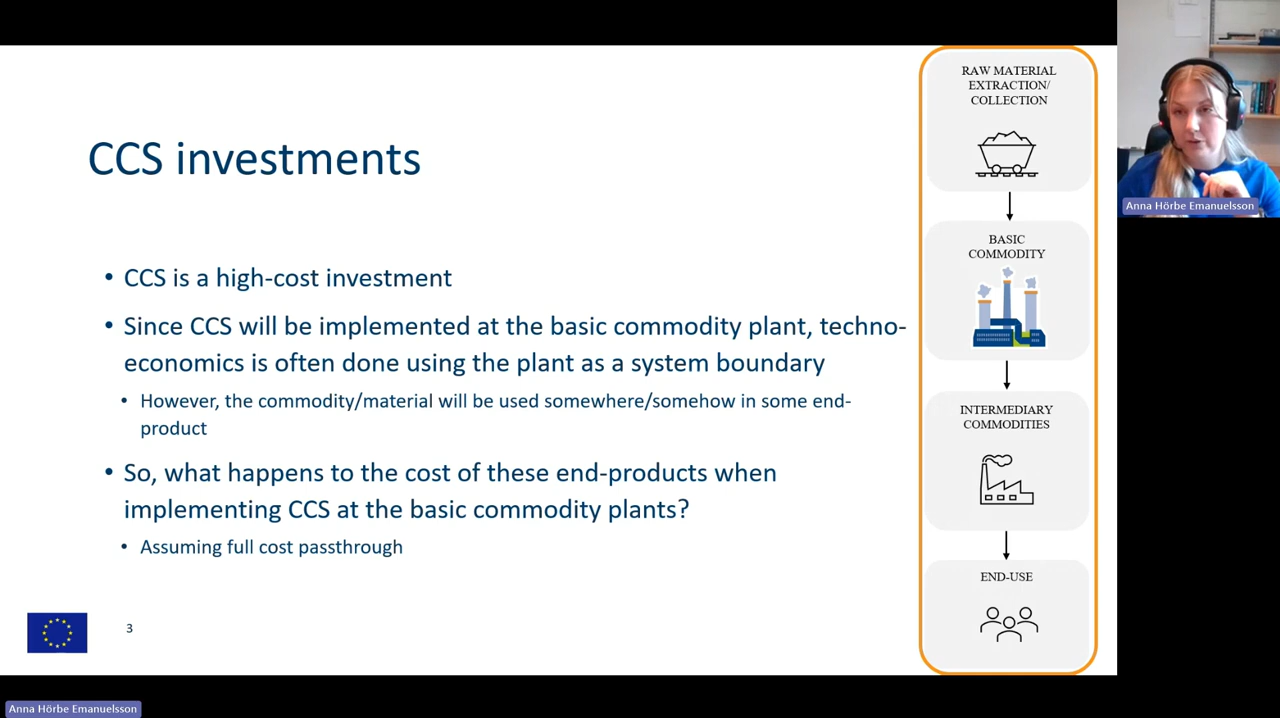 CCS investments
• CCS is a high-cost investment
• Since CCS will be implemented at the basic commodity plant, techno-
economics is often done using the plant as a system boundary
• However, the commodity/material will be used somewhere/somehow in some end-
product
• So, what happens to the cost of these end-products when
implementing CCS at the basic commodity plants?
• Assuming full cost passthrough
3
RAW MATERIAL
EXTRACTION/
COLLECTION
BASIC
COMMODITY
INTERMEDIARY
COMMODITIES
END-USE
Anna Hörbe Emanuelsson
Anna Hörbe Emanuelsson